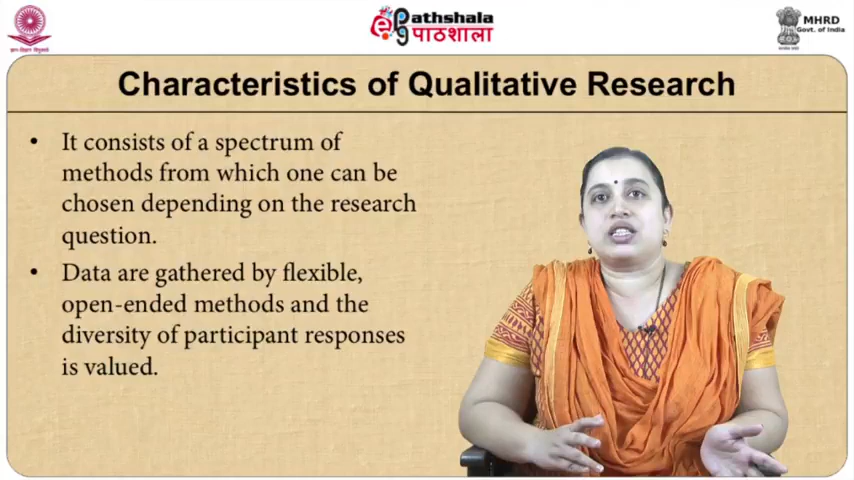 Pathshala
पाठशाला
MHRD
Govt. of India
Characteristics of Qualitative Research
• It consists of a spectrum of
methods from which one can be
chosen depending on the research
question.
• Data are gathered by flexible,
open-ended methods and the
diversity of participant responses
is valued.